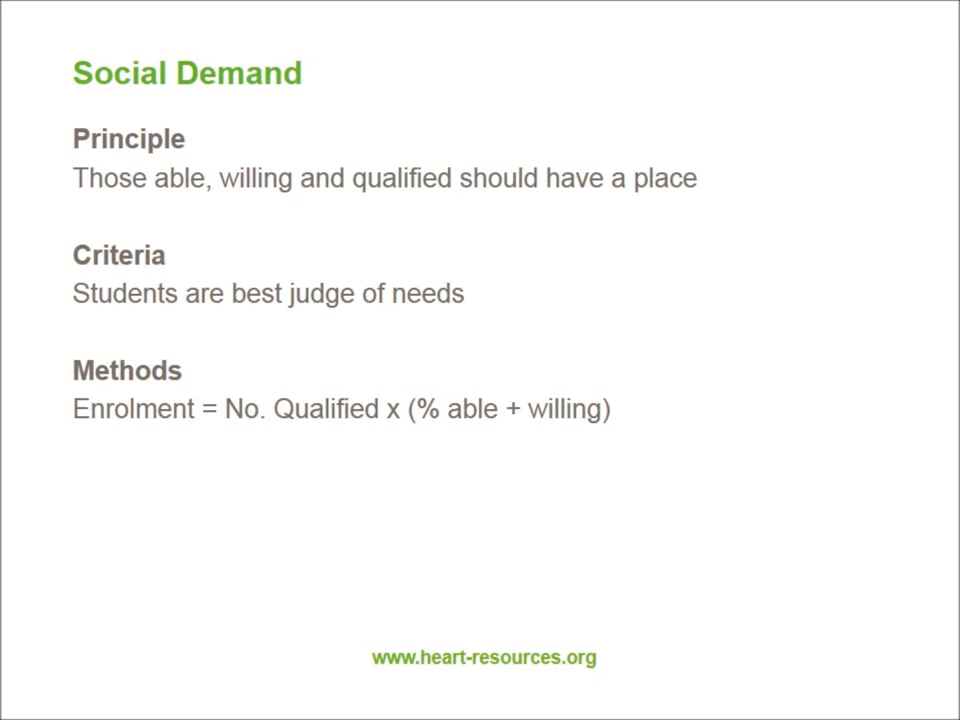 Social Demand
Principle
Those able, willing and qualified should have a place
Criteria
Students are best judge of needs
Methods
Enrolment = No. Qualified x (% able + willing)
www.heart-resources.org